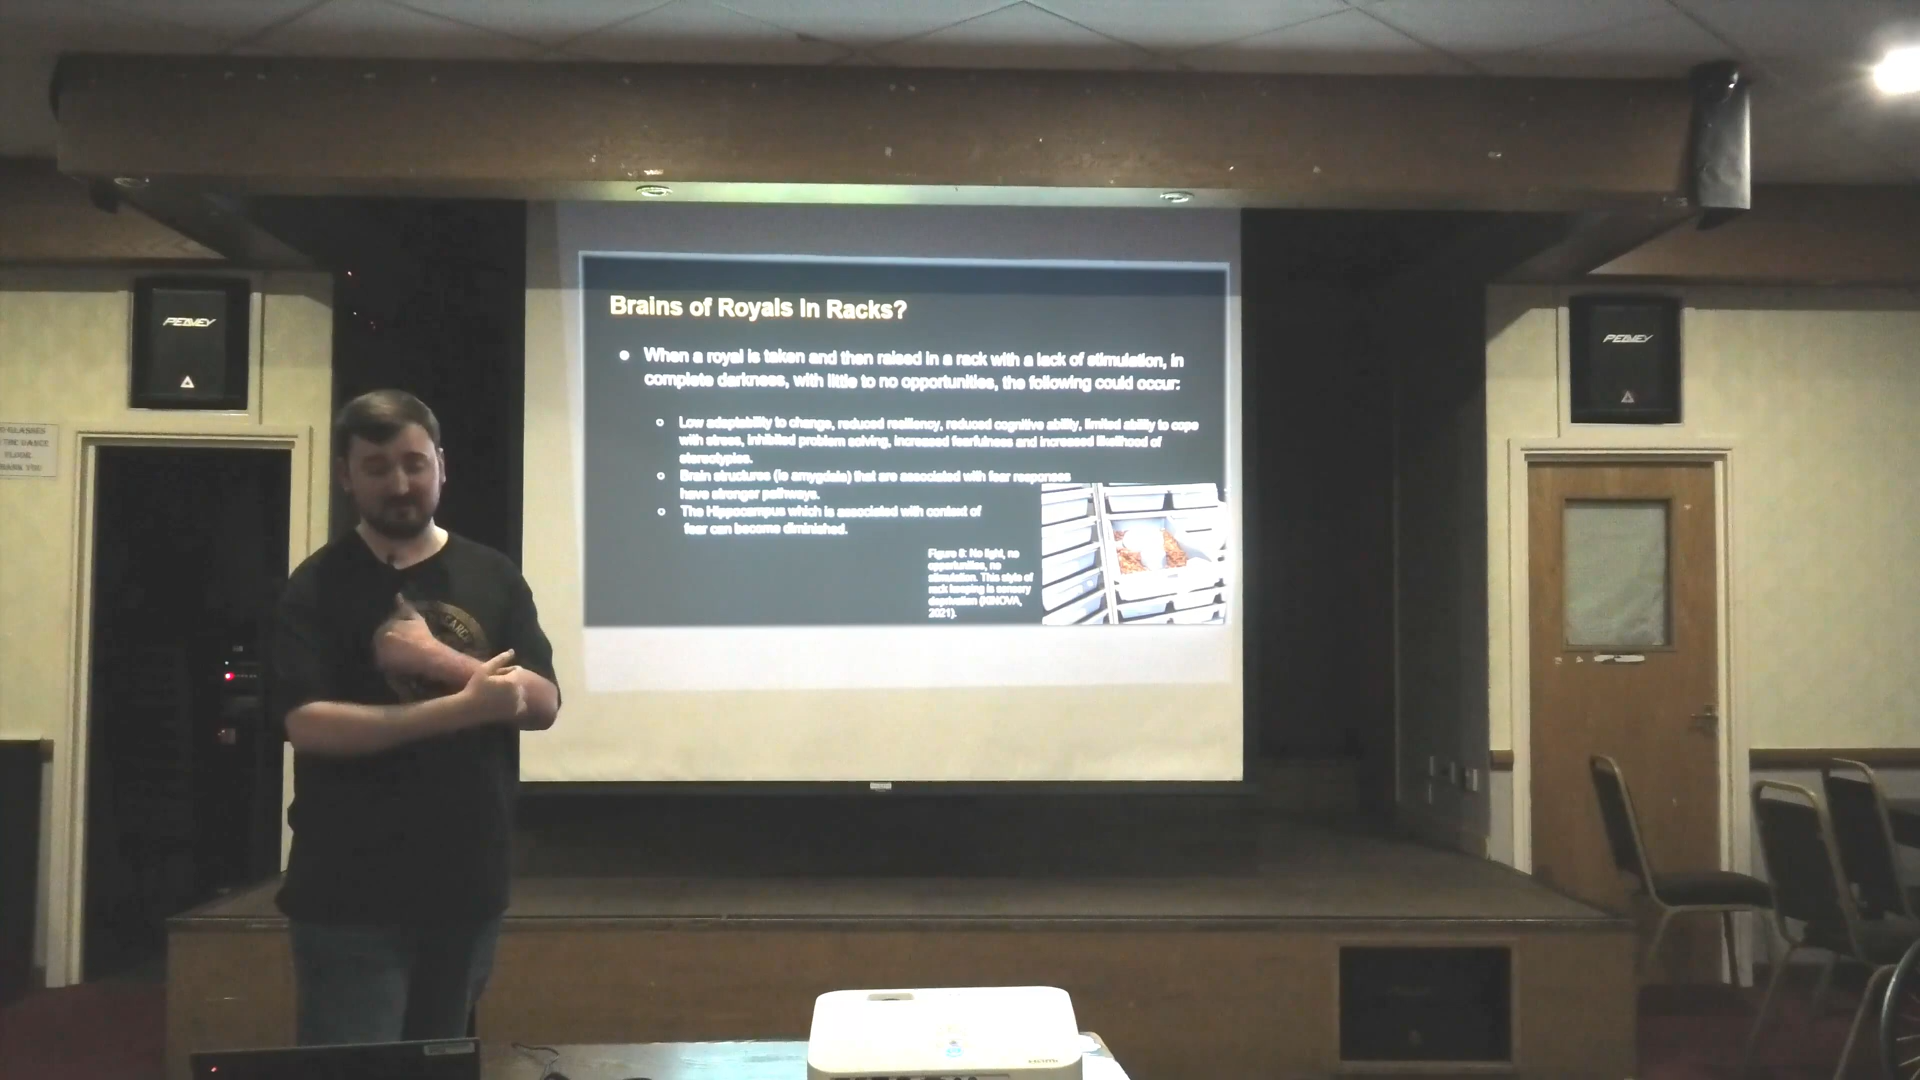 PEAVEY
PEAVEY
THE DANCE
FLOOR
THANK YOU
Brains of Royals in Racks?
When a royal is taken and then raised in a rack with a lack of stimulation, in
complete darkness, with little to no opportunities, the following could occur:
Low adaptability to change, reduced resiliency, reduced cognitive ability, limited ability to cope
with stress, inhibited problem solving, increased fearfulness and increased likelihood of
stereotypies.
Brain structures (ie amygdala) that are associated with fear responses
have stronger pathways.
The Hippocampus which is associated with context of
fear can become diminished.
Figure 8: No light, no
opportunities, no
stimulation. This style of
rack keeping is sensory
deprivation
2021).